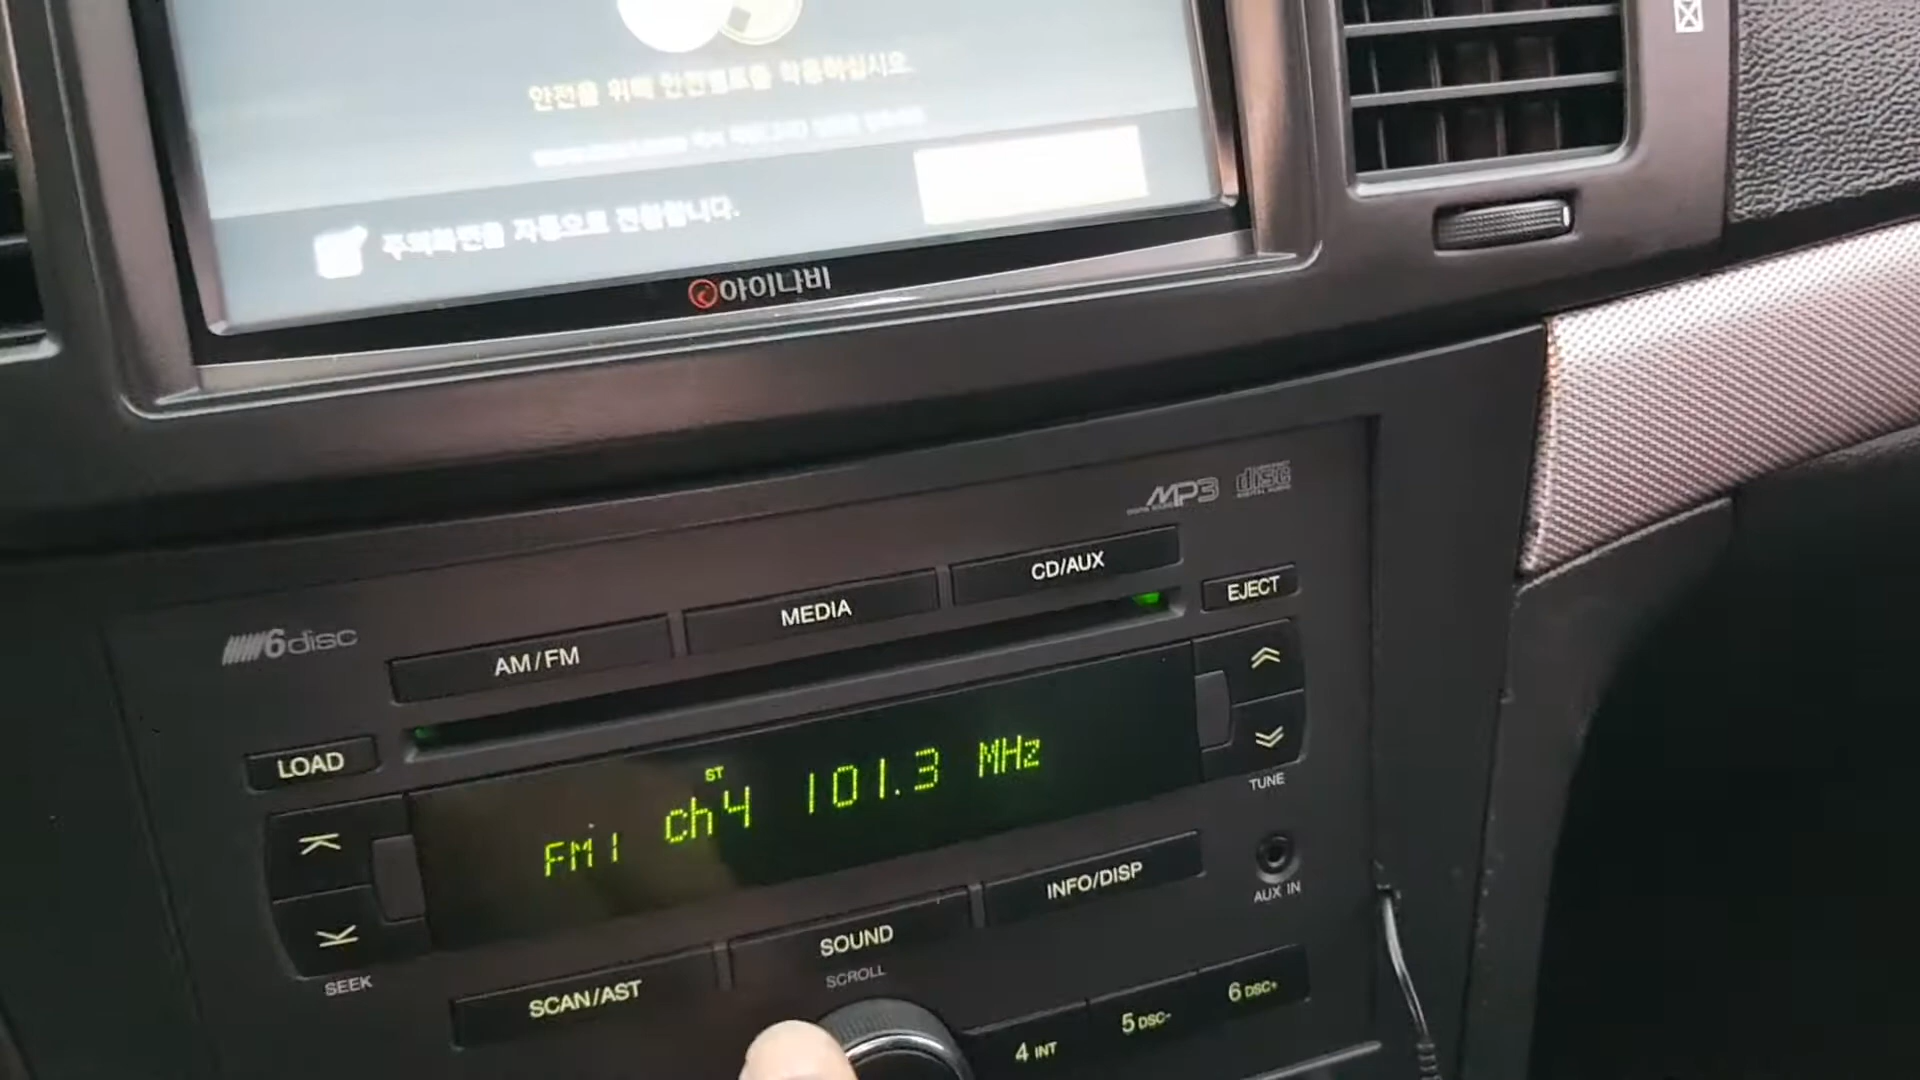 안전을 위해 안전벨트를 착용하십시오.
주의화면을 자동으로 전환합니다.
아이나비
MP3
disc
DIGITAL AUDIO
6disc
AM/FM
MEDIA
CD/AUX
EJECT
LOAD
ST
FM1 ch4 101.3 MHz
TUNE
SEEK
SCAN/AST
SOUND
SCROLL
INFO/DISP
AUX IN
4 INT
5 DSC-
6 DSC+